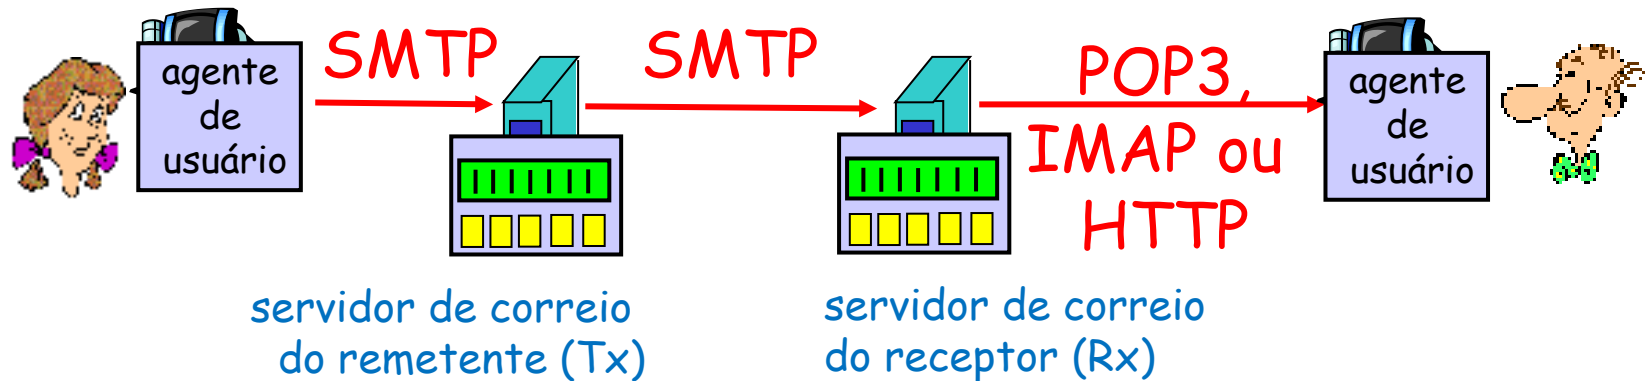 agente
de
usuário
SMTP
SMTP
POP3,
IMAP ou
HTTP
agente
de
usuário
servidor de correio
do remetente (Tx)
servidor de correio
do receptor (Rx)